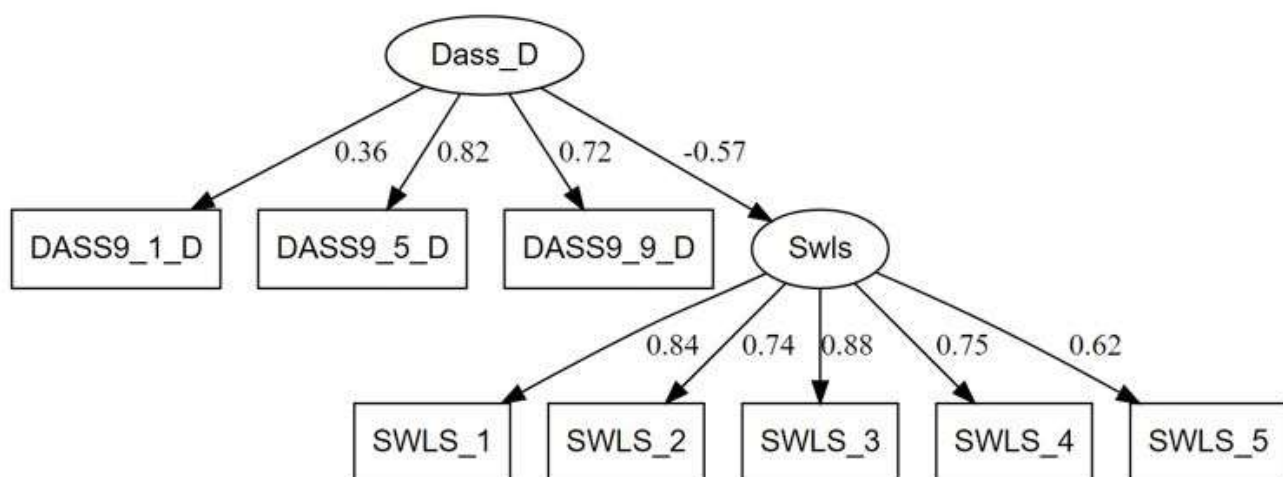 Dass_D
0.36 0.82 0.72 -0.57
DASS9_1_D DASS9_5_D DASS9_9_D Swls
0.84 0.74 0.88 0.75 0.62
SWLS_1 SWLS_2 SWLS_3 SWLS_4 SWLS_5